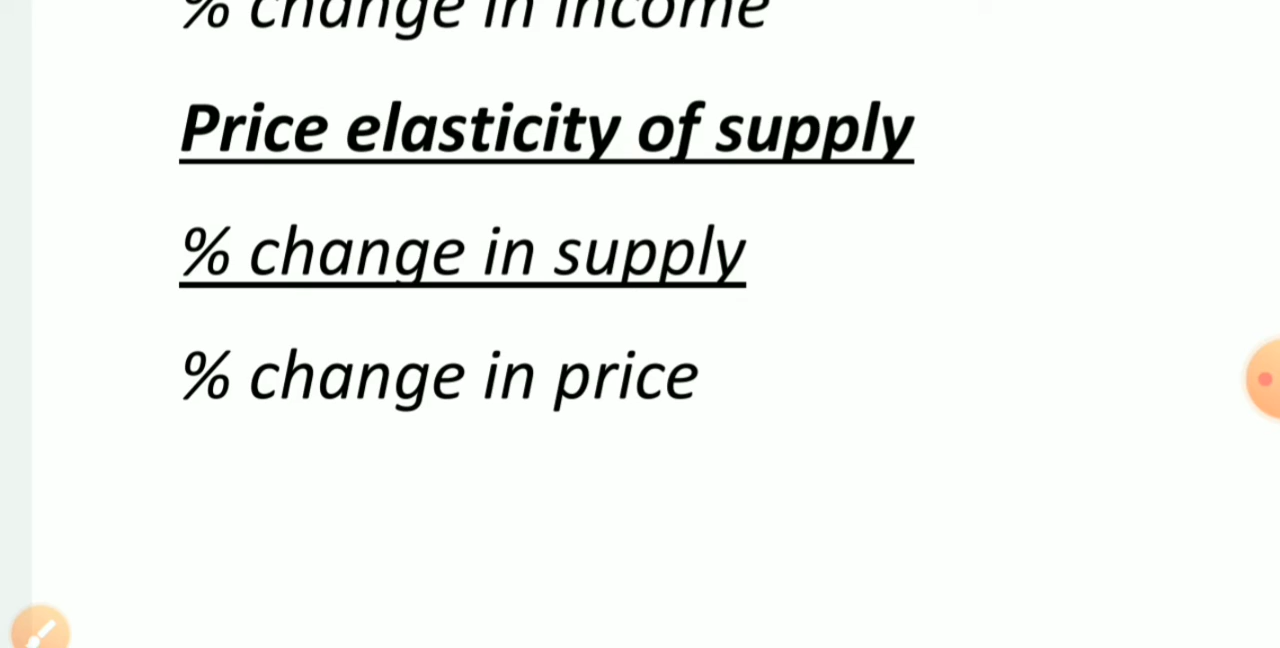 % change in income
Price elasticity of supply
% change in supply
% change in price